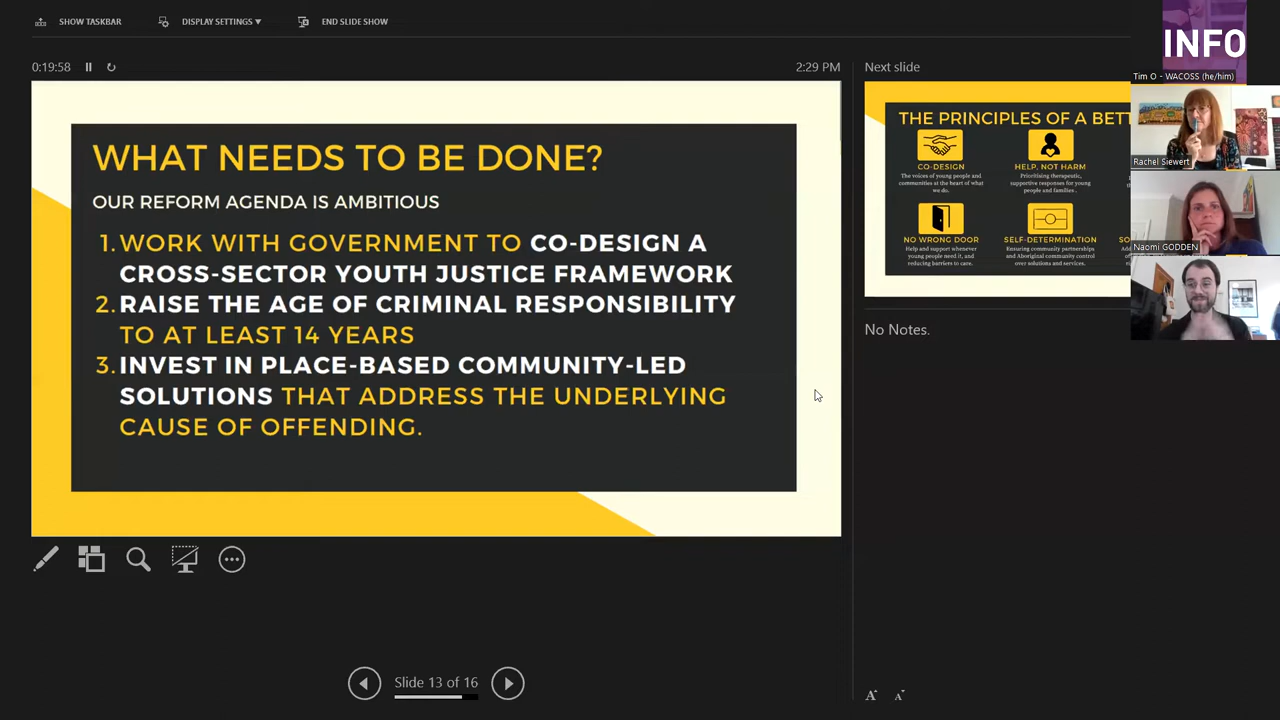 SHOW TASKBAR
DISPLAY SETTINGS
END SLIDE SHOW
0:19:58
2:29 PM
WHAT NEEDS TO BE DONE?
OUR REFORM AGENDA IS AMBITIOUS
1. WORK WITH GOVERNMENT TO CO-DESIGN A
CROSS-SECTOR YOUTH JUSTICE FRAMEWORK
2. RAISE THE AGE OF CRIMINAL RESPONSIBILITY
TO AT LEAST 14 YEARS
3. INVEST IN PLACE-BASED COMMUNITY-LED
SOLUTIONS THAT ADDRESS THE UNDERLYING
CAUSE OF OFFENDING.
Slide 13 of 16
Next slide
THE PRINCIPLES OF A BETT
CO-DESIGN
The voices of young people and
communities at the heart of what
we do.
HELP, NOT HARM
Prioritising therapeutic,
supportive responses for young
people and families.
NO WRONG DOOR
Help and support whenever
young people need it, and
reducing barriers to care.
SELF-DETERMINATION
Ensuring community partnerships
and Aboriginal community control
over solutions and services.
No Notes.
INFO
Tim O - WACOSS (he/him)
Rachel Siewert
Naomi GODDEN